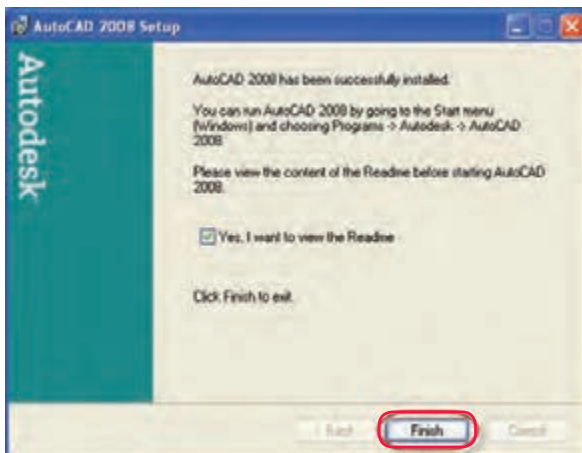 AutoCAD 2008 Setup
Autodesk
AutoCAD 2008 has been successfully installed.
You can run AutoCAD 2008 by going to the Start menu
(Windows) and choosing Programs -> Autodesk -> AutoCAD
2008.
Please view the content of the Readme before starting AutoCAD
2008.
Yes, I want to view the Readme
Click Finish to exit.
< Back
Finish
Cancel